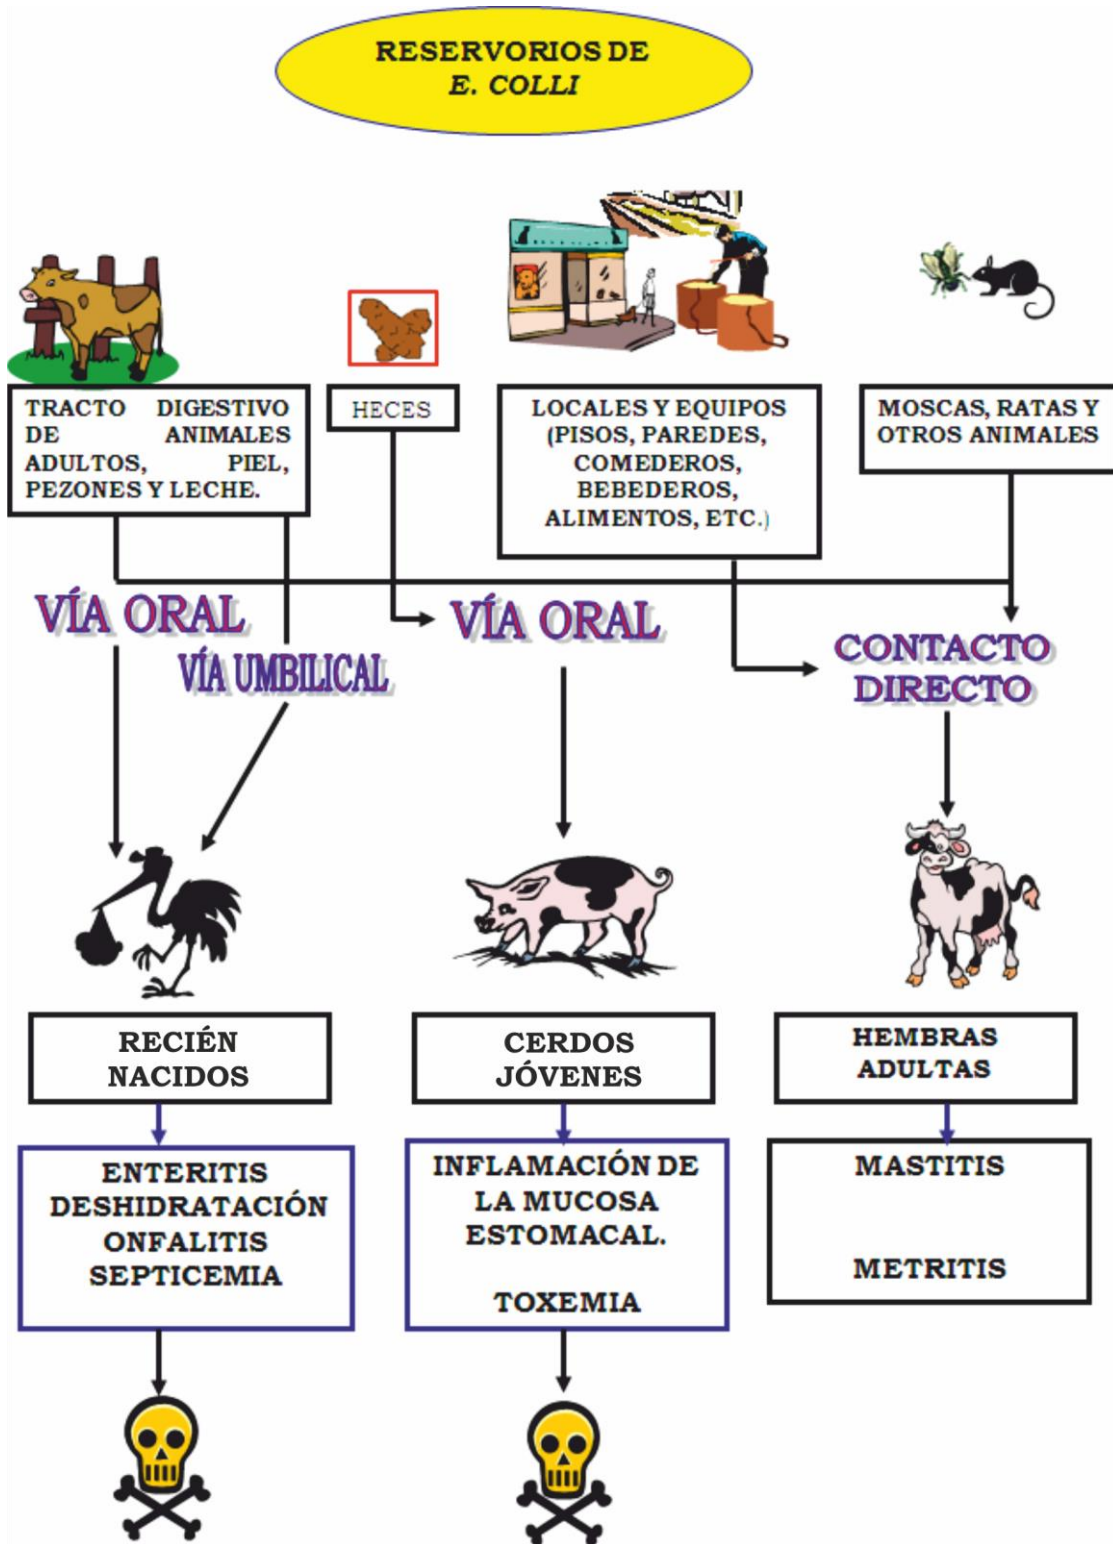 RESERVORIOS DE
E. COLLI
TRACTO DIGESTIVO
DE ANIMALES
ADULTOS, PIEL,
PEZONES Y LECHE.
HECES
LOCALES Y EQUIPOS
(PISOS, PAREDES,
COMEDEROS,
BEBEDEROS,
ALIMENTOS, ETC.)
MOSCAS, RATAS Y
OTROS ANIMALES
VÍA ORAL
VÍA UMBILICAL
VÍA ORAL
CONTACTO
DIRECTO
RECIÉN
NACIDOS
CERDOS
JÓVENES
HEMBRAS
ADULTAS
ENTERITIS
DESHIDRATACIÓN
ONFALITIS
SEPTICEMIA
INFLAMACIÓN DE
LA MUCOSA
ESTOMACAL.
TOXEMIA
MASTITIS
METRITIS